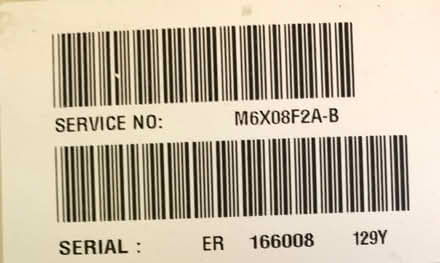 SERVICE NO: M6X08F2A-B
SERIAL : ER 166008 129Y